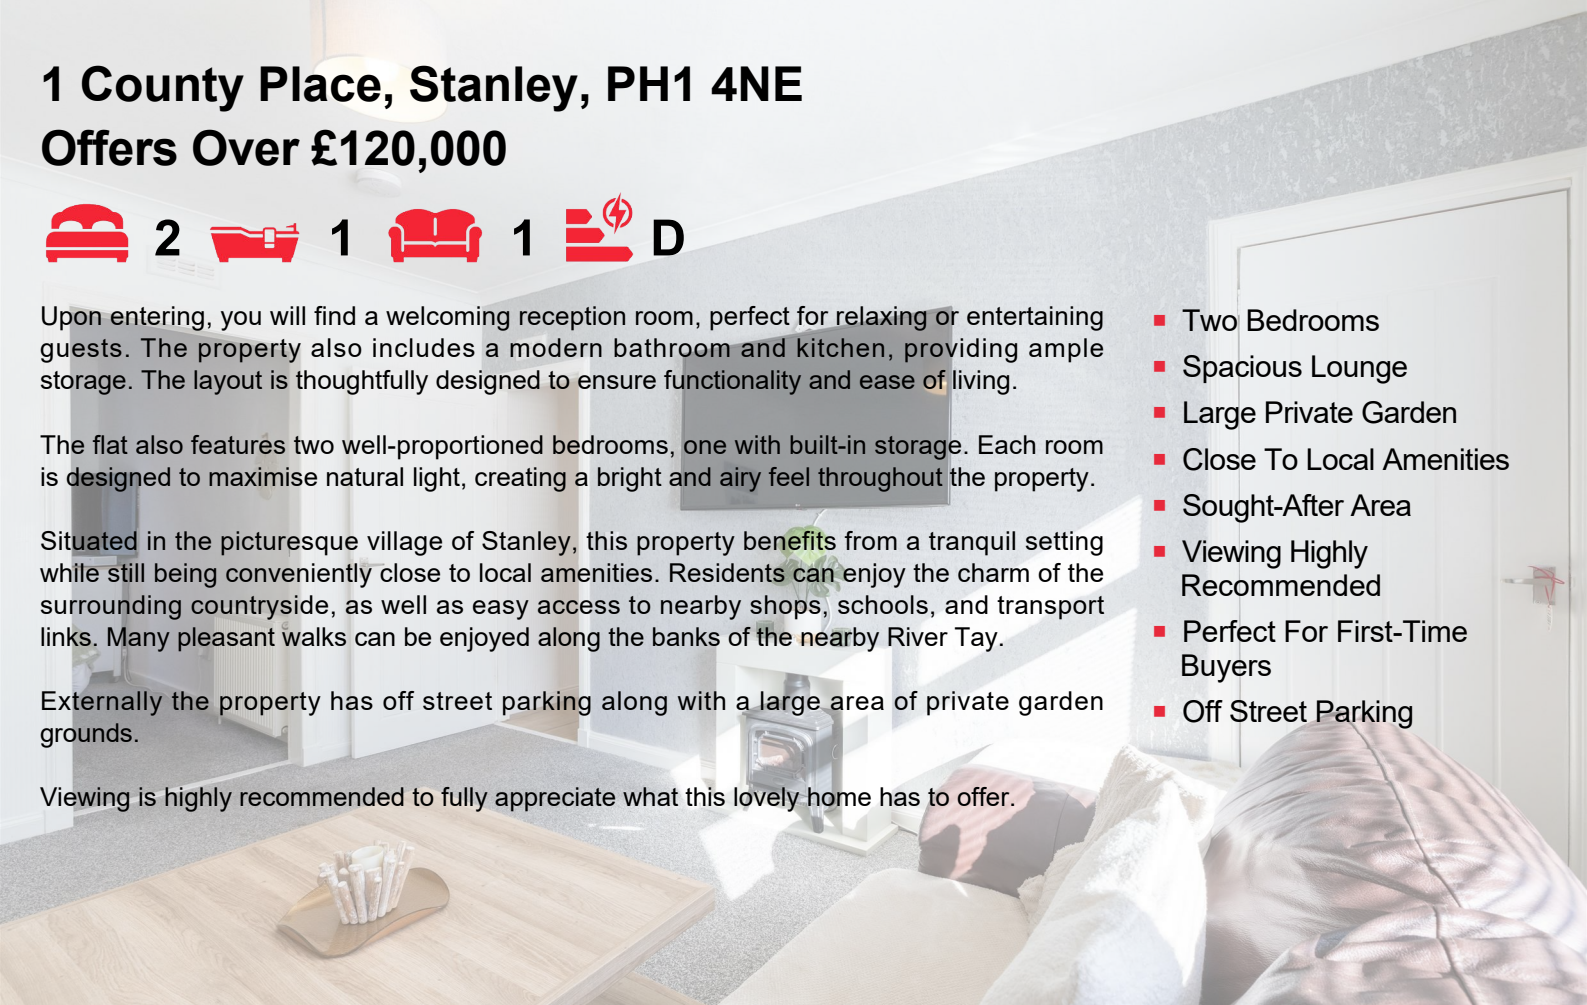 1 County Place, Stanley, PH1 4NE
Offers Over £120,000
2 1 1 D
Upon entering, you will find a welcoming reception room, perfect for relaxing or entertaining
guests. The property also includes a modern bathroom and kitchen, providing ample
storage. The layout is thoughtfully designed to ensure functionality and ease of living.
The flat also features two well-proportioned bedrooms, one with built-in storage. Each room
is designed to maximise natural light, creating a bright and airy feel throughout the property.
Situated in the picturesque village of Stanley, this property benefits from a tranquil setting
while still being conveniently close to local amenities. Residents can enjoy the charm of the
surrounding countryside, as well as easy access to nearby shops, schools, and transport
links. Many pleasant walks can be enjoyed along the banks of the nearby River Tay.
Externally the property has off street parking along with a large area of private garden
grounds.
Viewing is highly recommended to fully appreciate what this lovely home has to offer.
Two Bedrooms
Spacious Lounge
Large Private Garden
Close To Local Amenities
Sought-After Area
Viewing Highly
Recommended
Perfect For First-Time
Buyers
Off Street Parking